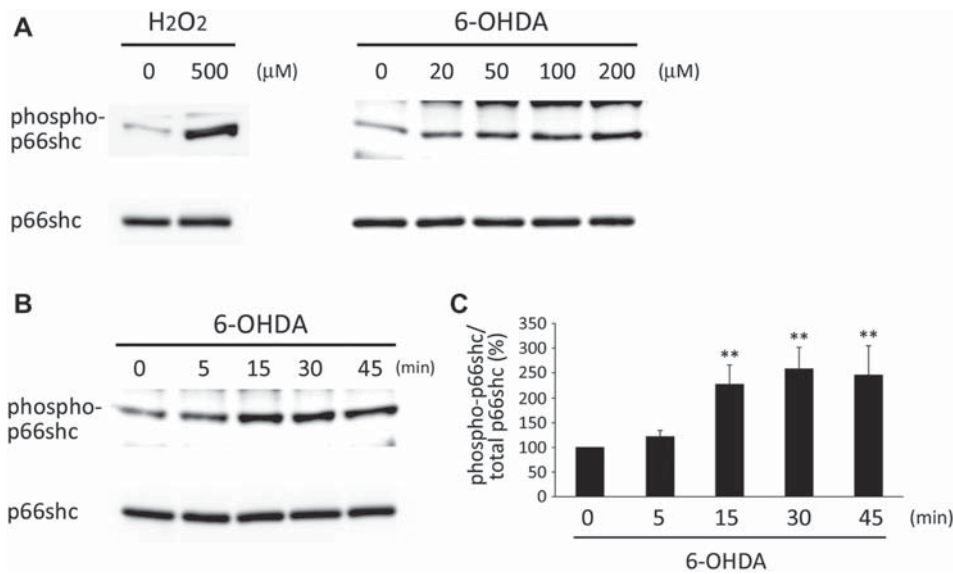 A
H2O2
6-OHDA
0 500 (μM)
0 20 50 100 200 (μM)
phospho-
p66shc
p66shc
B
6-OHDA
0 5 15 30 45 (min)
phospho-
p66shc
p66shc
C
phospho-p66shc/
total p66shc (%)
350
300
250
200
150
100
50
0
** ** **
0 5 15 30 45 (min)
6-OHDA